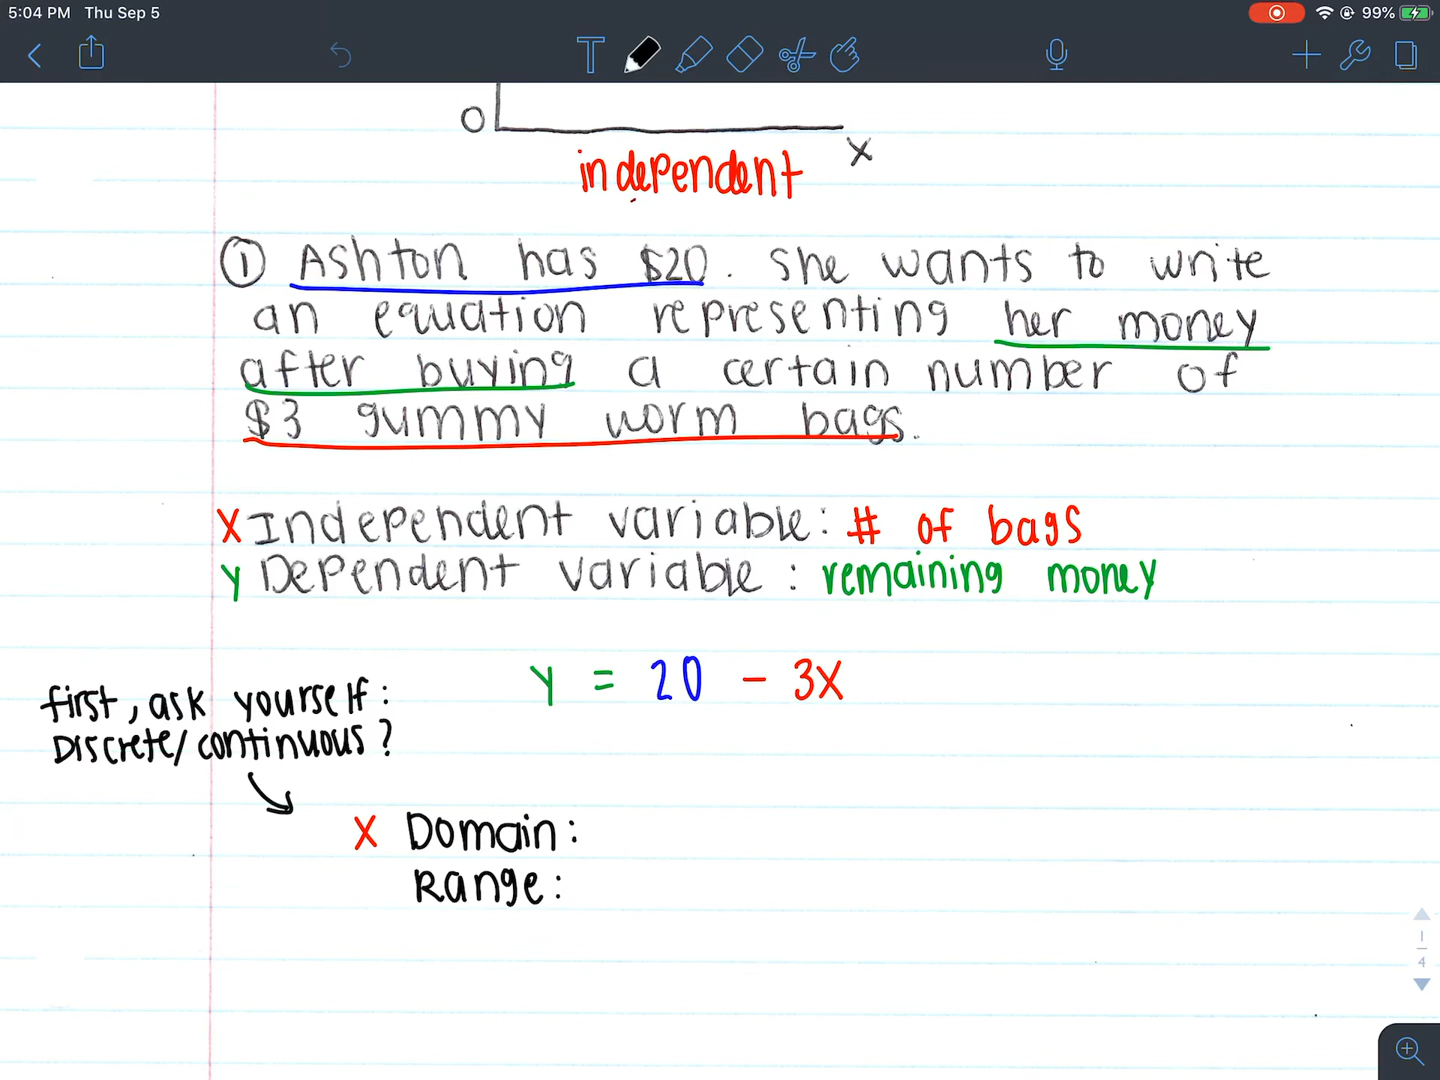 5:04 PM Thu Sep 5
99%
T
0
x
independent
① Ashton has $20. She wants to write
an equation representing her money
after buying a certain number of
$3 gummy worm bags.
X Independent variable: # of bags
y Dependent variable: remaining money
y = 20 - 3x
first, ask yourself:
Discrete/continuous?
X Domain:
Range:
1
4